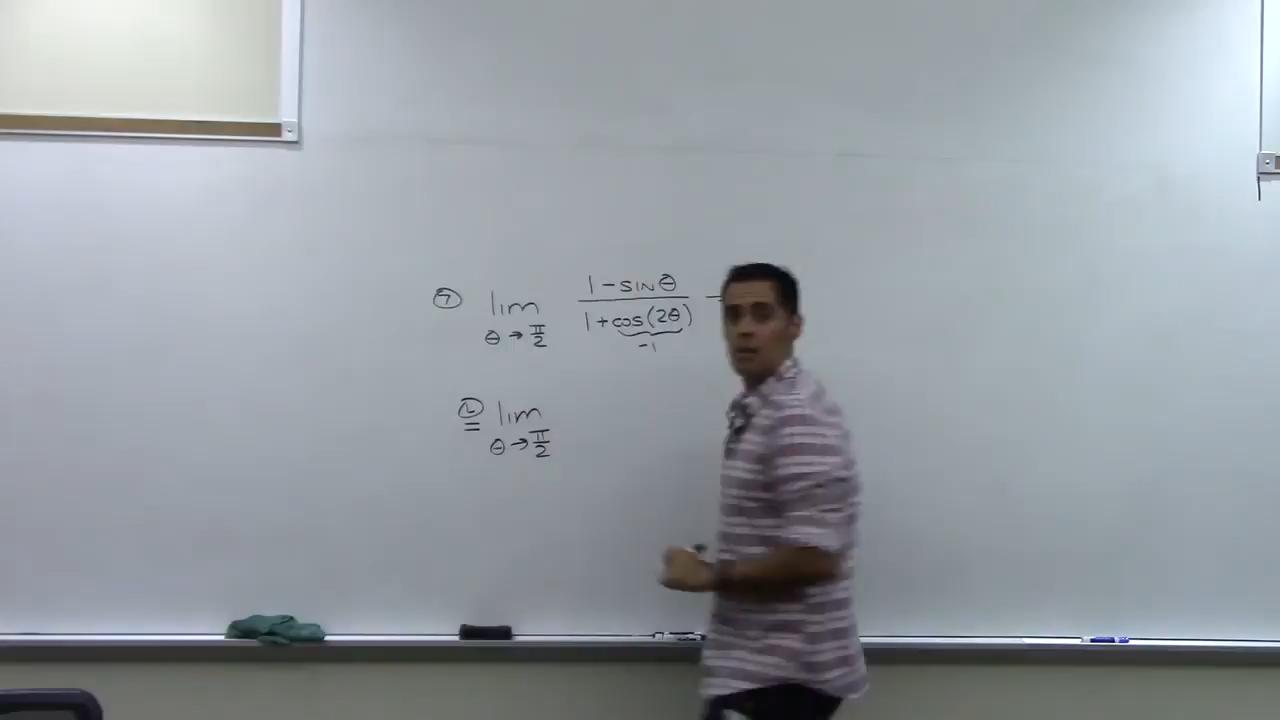 ⑦ lim θ→π/2 (1 - sin θ)/(1 + cos(2θ))
-1
Ⓛ= lim θ→π/2